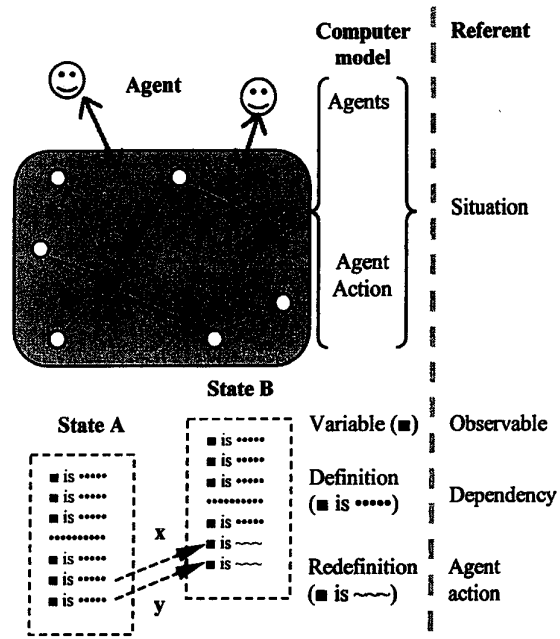 Computer model
Referent
Agent
Agents
Situation
Agent Action
State B
State A
Variable (■)
Observable
■ is •••••
■ is •••••
■ is •••••
••••••••••
■ is •••••
■ is •••••
■ is •••••
x
y
■ is •••••
■ is •••••
■ is •••••
••••••••••
■ is •••••
■ is ~~~
■ is ~~~
Definition
(■ is •••••)
Dependency
Redefinition
(■ is ~~~)
Agent action